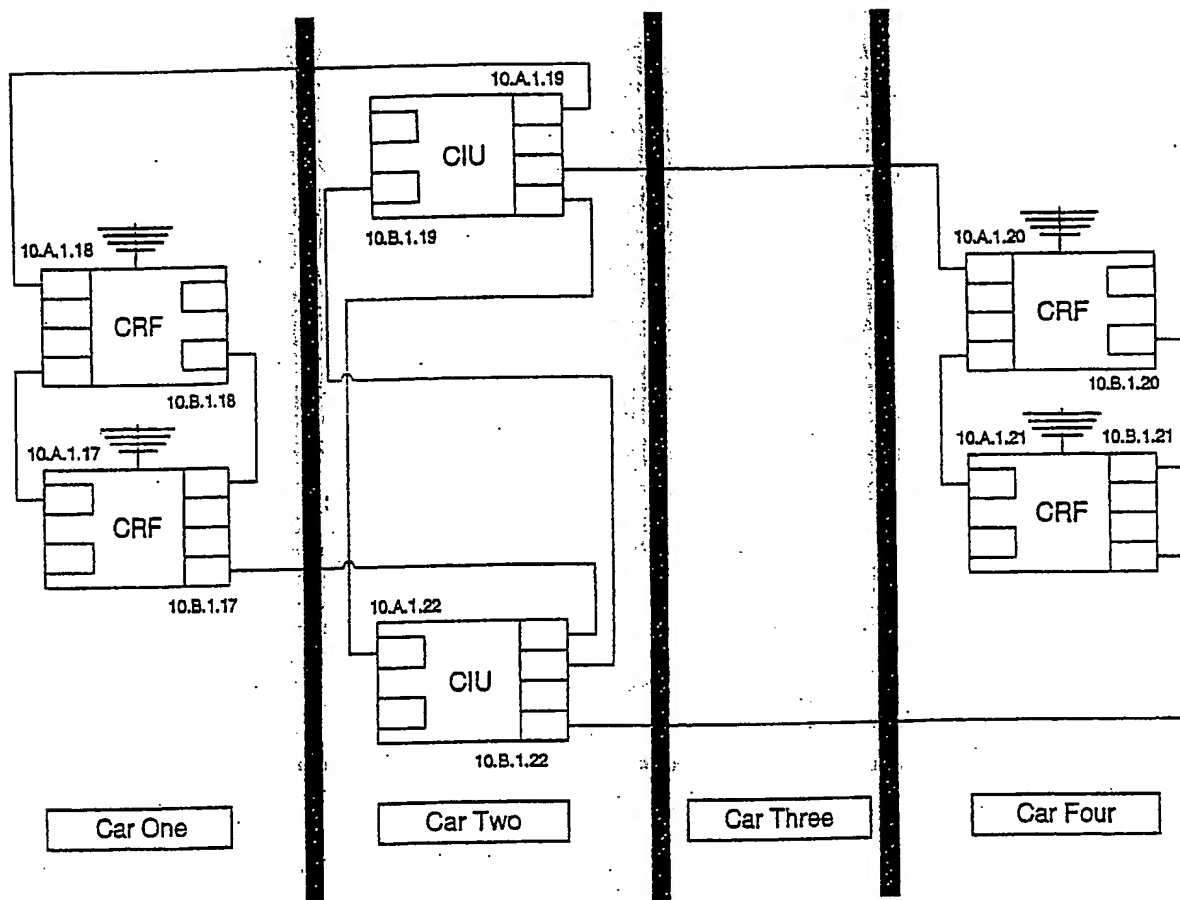 10.A.1.19
CIU
10.B.1.19
10.A.1.18
CRF
10.B.1.18
10.A.1.20
CRF
10.B.1.20
10.A.1.17
CRF
10.B.1.17
10.A.1.21
10.B.1.21
CRF
10.A.1.22
CIU
10.B.1.22
Car One
Car Two
Car Three
Car Four